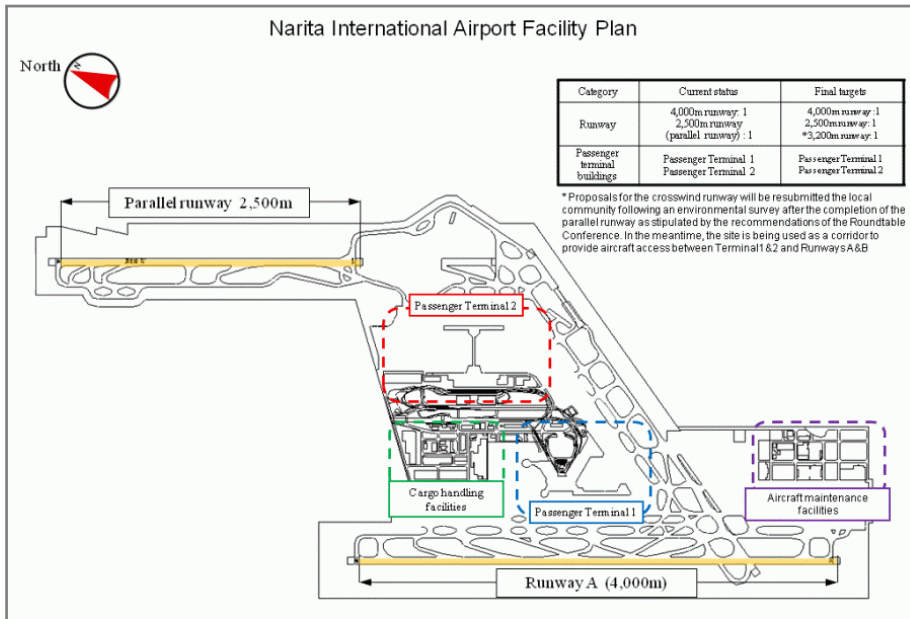 Narita International Airport Facility Plan
North
N
Category Current status Final targets
Runway
4,000m runway: 1
2,500m runway
(parallel runway) : 1
4,000m runway :1
2,500m runway: 1
*3,200m runway: 1
Passenger
terminal
buildings
Passenger Terminal 1
Passenger Terminal 2
Passenger Terminal 1
Passenger Terminal 2
* Proposals for the crosswind runway will be resubmitted the local
community following an environmental survey after the completion of the
parallel runway as stipulated by the recommendations of the Roundtable
Conference. In the meantime, the site is being used as a corridor to
provide aircraft access between Terminal 1&2 and Runways A&B
Parallel runway 2,500m
Passenger Terminal 2
Cargo handling
facilities
Passenger Terminal 1
Aircraft maintenance
facilities
Runway A (4,000m)